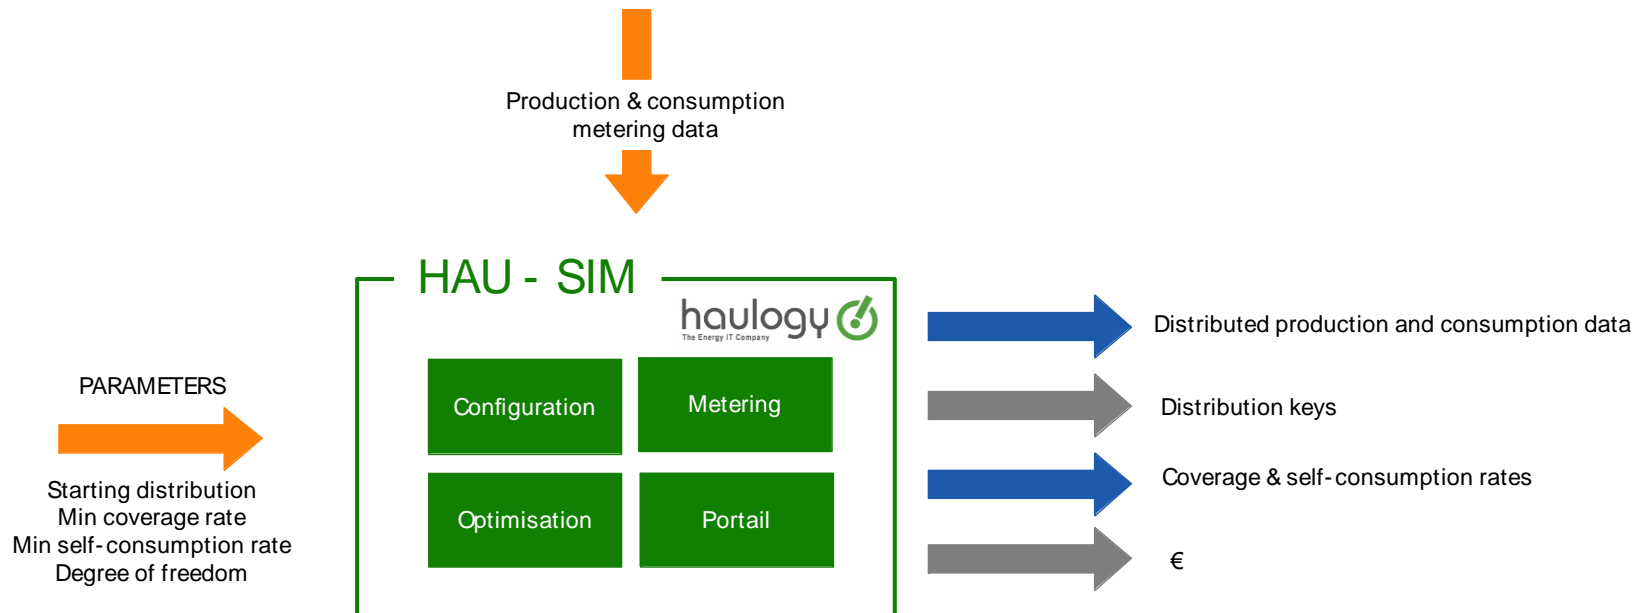 Production & consumption
metering data
HAU - SIM
haulogy
The Energy IT Company
PARAMETERS
Starting distribution
Min coverage rate
Min self-consumption rate
Degree of freedom
Configuration
Metering
Optimisation
Portail
Distributed production and consumption data
Distribution keys
Coverage & self-consumption rates
€